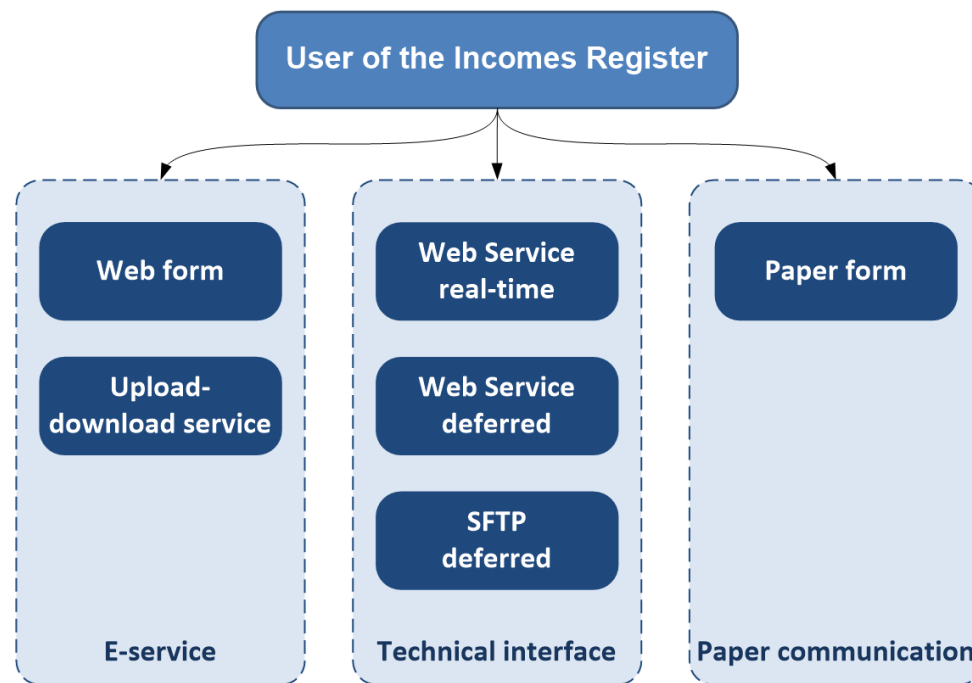 User of the Incomes Register
Web form
Upload-
download service
E-service
Web Service
real-time
Web Service
deferred
SFTP
deferred
Technical interface
Paper form
Paper communication